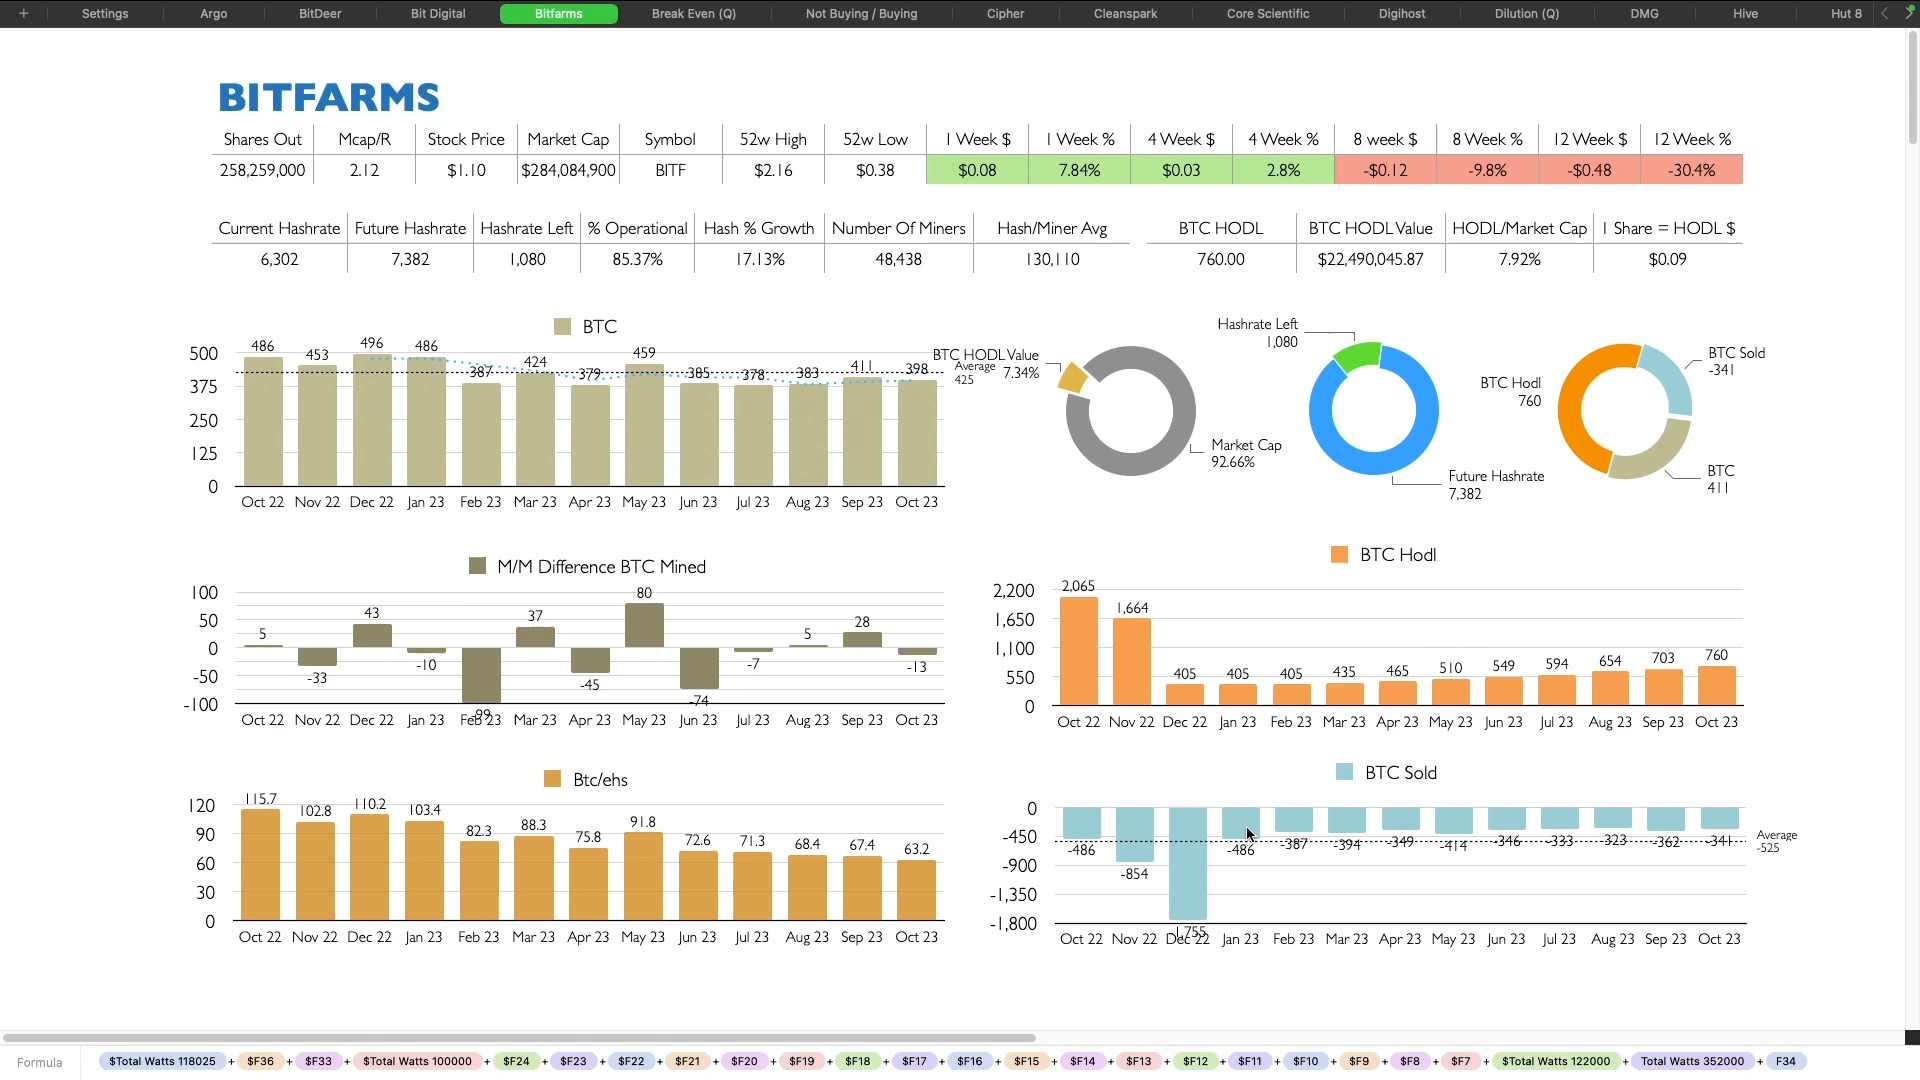 + Settings Argo BitDeer Bit Digital Bitfarms Break Even (Q) Not Buying / Buying Cipher Cleanspark Core Scientific Digihost Dilution (Q) DMG Hive Hut 8
BITFARMS
Shares Out Mcap/R Stock Price Market Cap Symbol 52w High 52w Low 1 Week $ 1 Week % 4 Week $ 4 Week % 8 week $ 8 Week % 12 Week $ 12 Week %
258,259,000 2.12 $1.10 $284,084,900 BITF $2.16 $0.38 $0.08 7.84% $0.03 2.8% -$0.12 -9.8% -$0.48 -30.4%
Current Hashrate Future Hashrate Hashrate Left % Operational Hash % Growth Number Of Miners Hash/Miner Avg BTC HODL BTC HODL Value HODL/Market Cap 1 Share = HODL $
6,302 7,382 1,080 85.37% 17.13% 48,438 130,110 760.00 $22,490,045.87 7.92% $0.09
BTC
486 453 496 486 387 424 379 459 385 378 383 411 398
500
375
250
125
0
Average
425
Oct 22 Nov 22 Dec 22 Jan 23 Feb 23 Mar 23 Apr 23 May 23 Jun 23 Jul 23 Aug 23 Sep 23 Oct 23
BTC HODL Value
7.34%
Market Cap
92.66%
Hashrate Left
1,080
Future Hashrate
7,382
BTC Hodl
760
BTC Sold
-341
BTC
411
M/M Difference BTC Mined
100
50
0
-50
-100
5 -33 43 -10 -99 37 -45 80 -74 -7 5 28 -13
Oct 22 Nov 22 Dec 22 Jan 23 Feb 23 Mar 23 Apr 23 May 23 Jun 23 Jul 23 Aug 23 Sep 23 Oct 23
BTC Hodl
2,200
1,650
1,100
550
0
2,065 1,664 405 405 405 435 465 510 549 594 654 703 760
Oct 22 Nov 22 Dec 22 Jan 23 Feb 23 Mar 23 Apr 23 May 23 Jun 23 Jul 23 Aug 23 Sep 23 Oct 23
Btc/ehs
120
90
60
30
0
115.7 102.8 110.2 103.4 82.3 88.3 75.8 91.8 72.6 71.3 68.4 67.4 63.2
Oct 22 Nov 22 Dec 22 Jan 23 Feb 23 Mar 23 Apr 23 May 23 Jun 23 Jul 23 Aug 23 Sep 23 Oct 23
BTC Sold
0
-450
-900
-1,350
-1,800
-486 -854 -1,755 -486 -387 -394 -349 -414 -346 -333 -323 -362 -341
Average
-525
Oct 22 Nov 22 Dec 22 Jan 23 Feb 23 Mar 23 Apr 23 May 23 Jun 23 Jul 23 Aug 23 Sep 23 Oct 23
Formula $Total Watts 118025 + $F36 + $F33 + $Total Watts 100000 + $F24 + $F23 + $F22 + $F21 + $F20 + $F19 + $F18 + $F17 + $F16 + $F15 + $F14 + $F13 + $F12 + $F11 + $F10 + $F9 + $F8 + $F7 + $Total Watts 122000 + Total Watts 352000 + F34